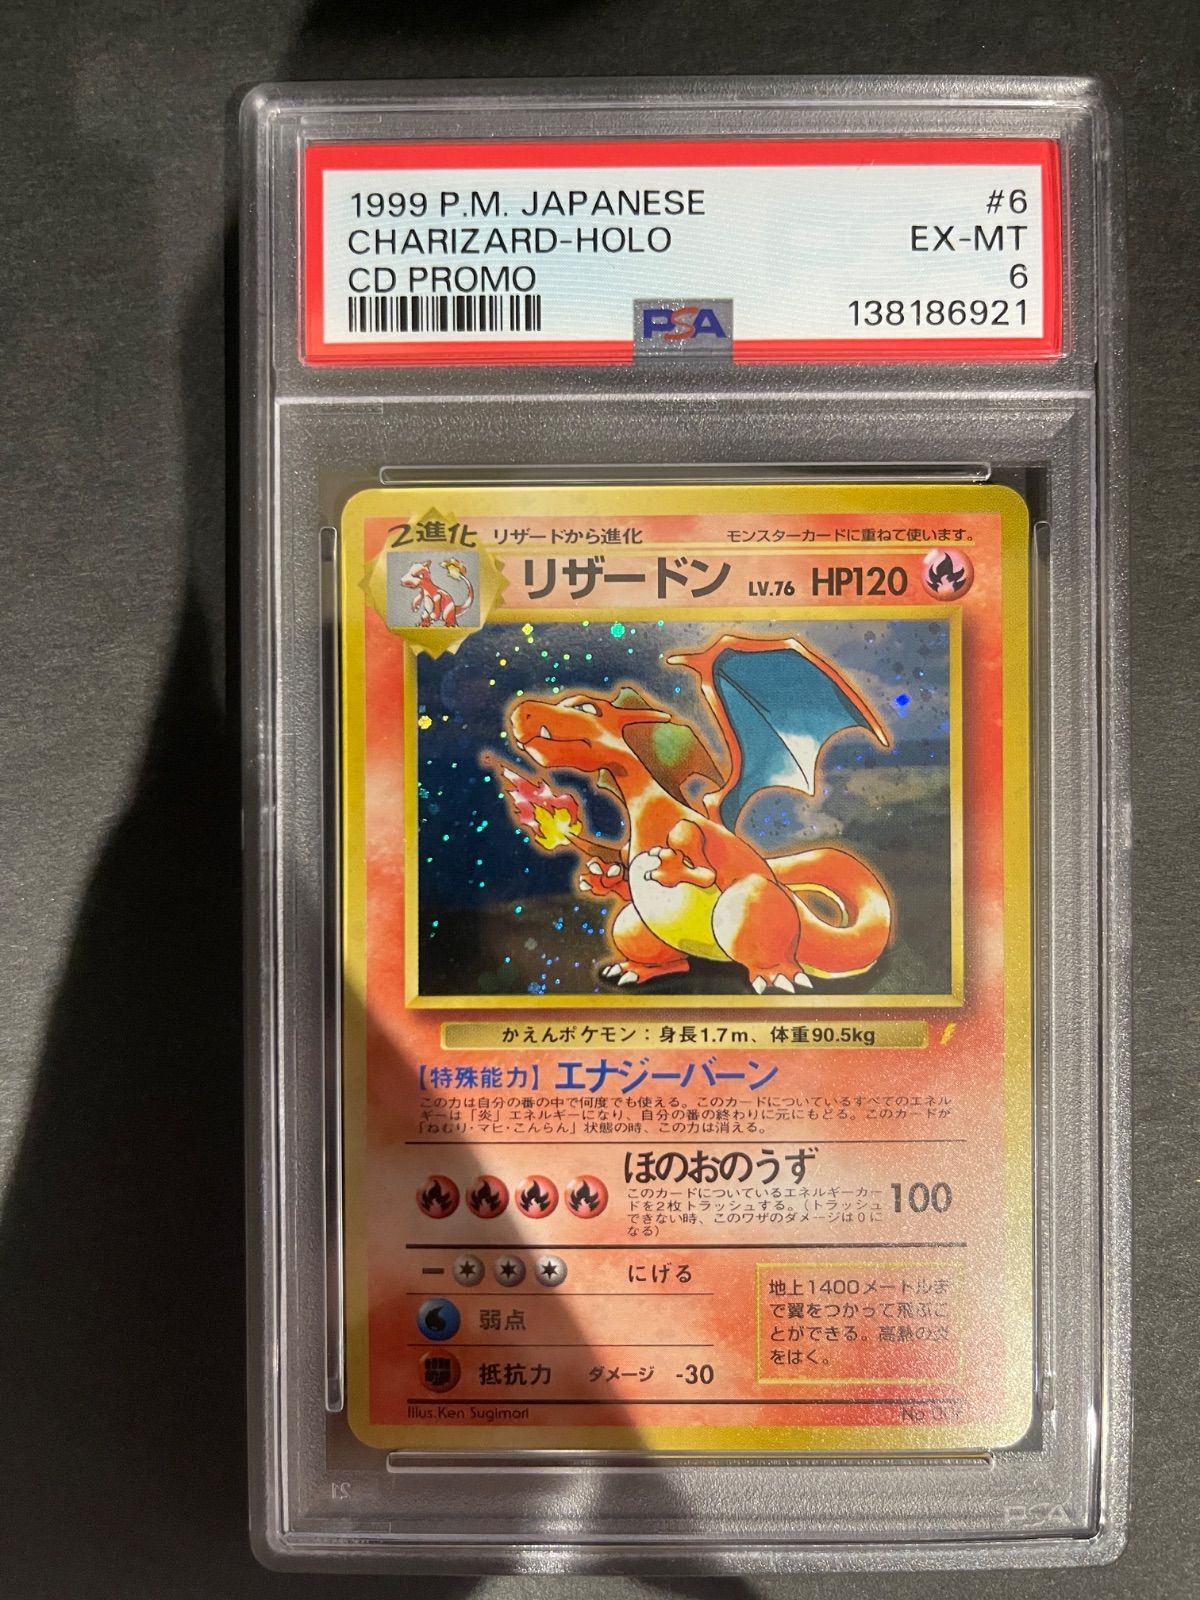 1999 P.M. JAPANESE #6
CHARIZARD-HOLO EX-MT
CD PROMO 6
PSA 138186921
2進化 リザードから進化 モンスターカードに重ねて使います。
リザードン LV.76 HP120
かえんポケモン：身長1.7m、体重90.5kg
【特殊能力】エナジーバーン
この力は自分の番の中で何度でも使える。このカードについているすべてのエネル
ギーは「炎」エネルギーになり、自分の番の終わりに元にもどる。このカードが
「ねむり・マヒ・こんらん」状態の時、この力は消える。
ほのおのうず
このカードについているエネルギーカー
ドを2枚トラッシュする。（トラッシュ
できない時、このワザのダメージは0に
なる）
100
− にげる
弱点
抵抗力 ダメージ -30
地上1400メートルま
で翼をつかって飛ぶこ
とができる。高熱の炎
をはく。
Illus.Ken Sugimori No.
21
PSA